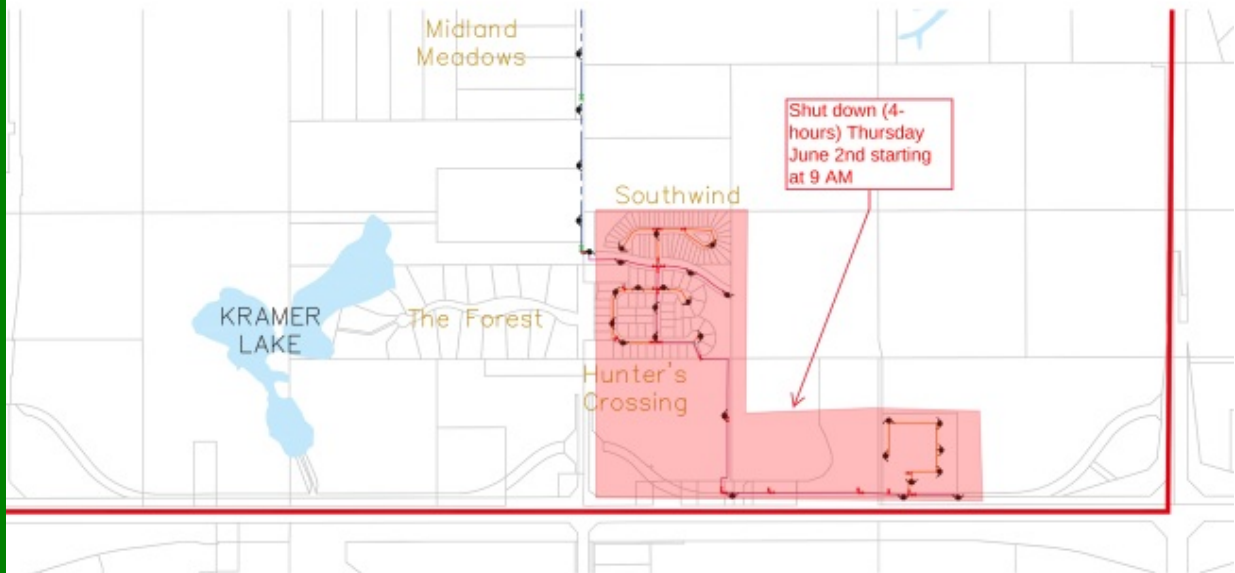 Midland
Meadows
Shut down (4-
hours) Thursday
June 2nd starting
at 9 AM
Southwind
KRAMER
LAKE
The Forest
Hunter's
Crossing